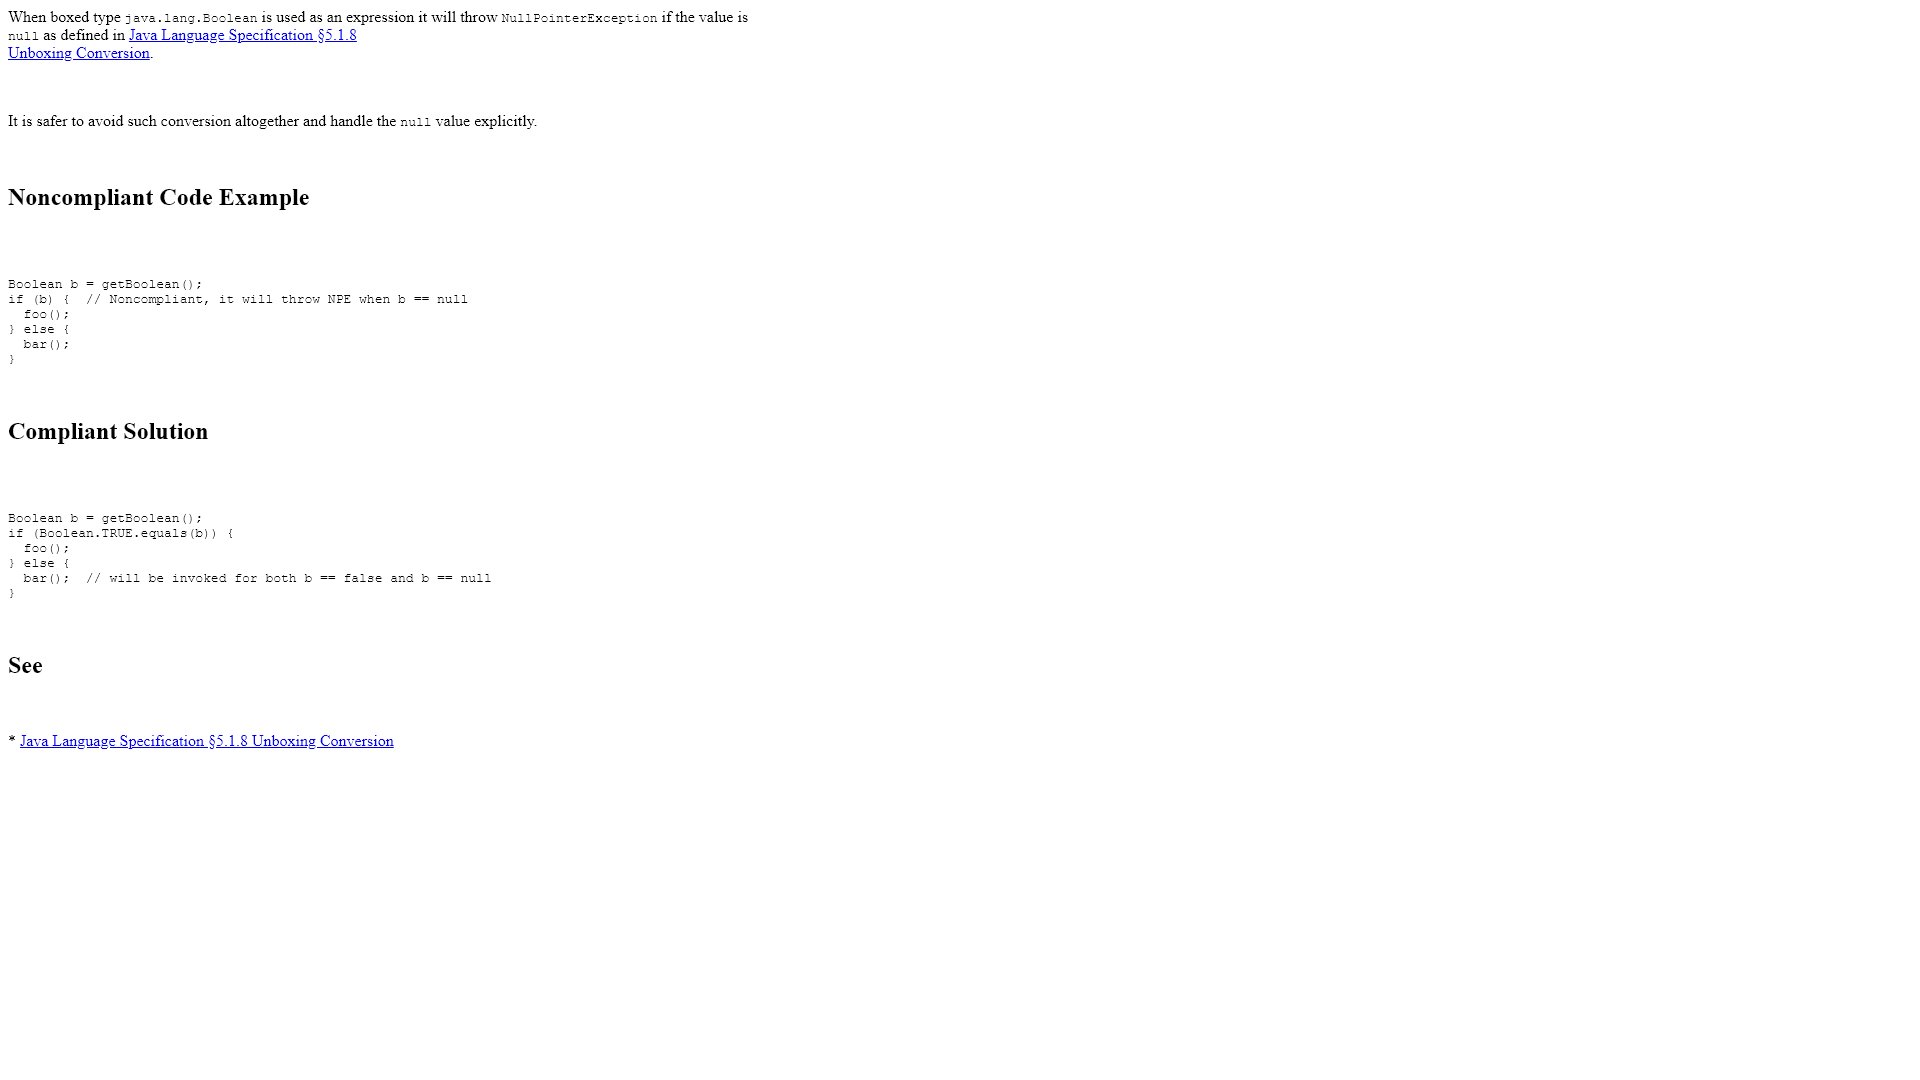 When boxed type java.lang.Boolean is used as an expression it will throw NullPointerException if the value is
null as defined in Java Language Specification §5.1.8
Unboxing Conversion.
It is safer to avoid such conversion altogether and handle the null value explicitly.
Noncompliant Code Example
Boolean b = getBoolean();
if (b) {  // Noncompliant, it will throw NPE when b == null
  foo();
} else {
  bar();
}
Compliant Solution
Boolean b = getBoolean();
if (Boolean.TRUE.equals(b)) {
  foo();
} else {
  bar();  // will be invoked for both b == false and b == null
}
See
* Java Language Specification §5.1.8 Unboxing Conversion